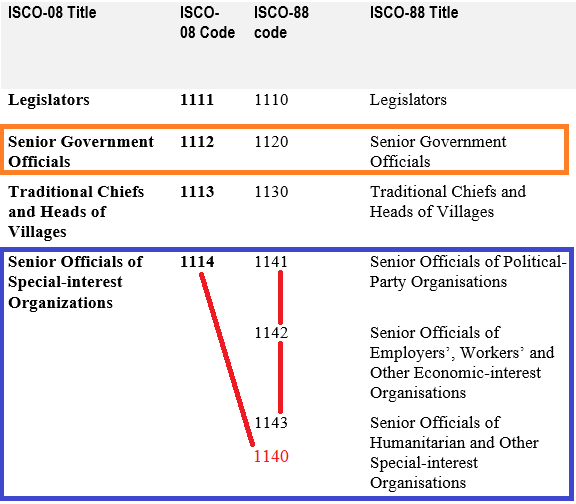 ISCO-08 Title ISCO-08 Code ISCO-88 code ISCO-88 Title
Legislators 1111 1110 Legislators
Senior Government 1112 1120 Senior Government
Officials Officials
Traditional Chiefs 1113 1130 Traditional Chiefs and
and Heads of Heads of Villages
Villages
Senior Officials of 1114 1141 Senior Officials of Political-
Special-interest Party Organisations
Organizations
1142 Senior Officials of
Employers’, Workers’ and
Other Economic-interest
Organisations
1143 Senior Officials of
Humanitarian and Other
1140 Special-interest
Organisations